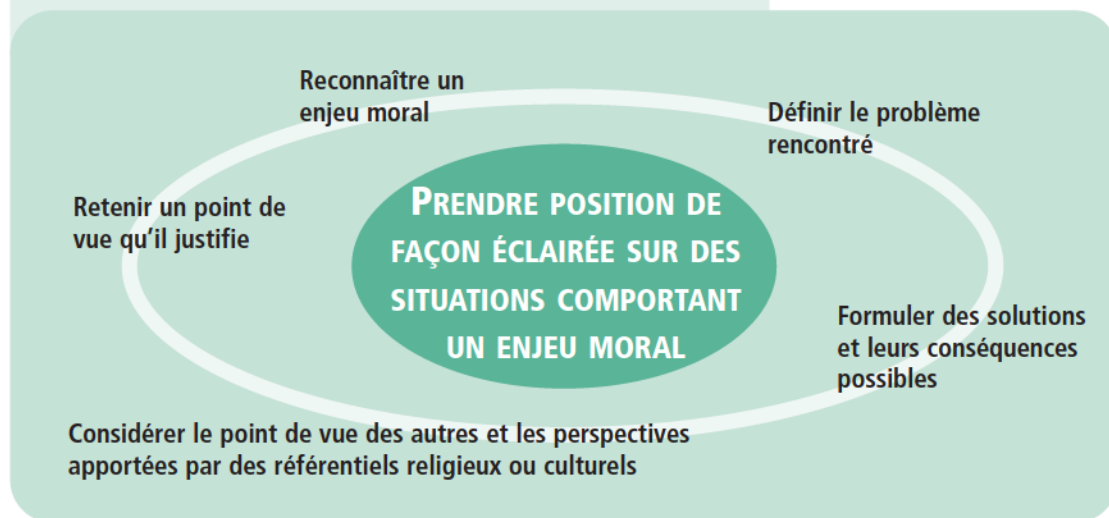 Reconnaître un
enjeu moral
Définir le problème
rencontré
Retenir un point de
vue qu'il justifie
PRENDRE POSITION DE
FAÇON ÉCLAIRÉE SUR DES
SITUATIONS COMPORTANT
UN ENJEU MORAL
Formuler des solutions
et leurs conséquences
possibles
Considérer le point de vue des autres et les perspectives
apportées par des référentiels religieux ou culturels